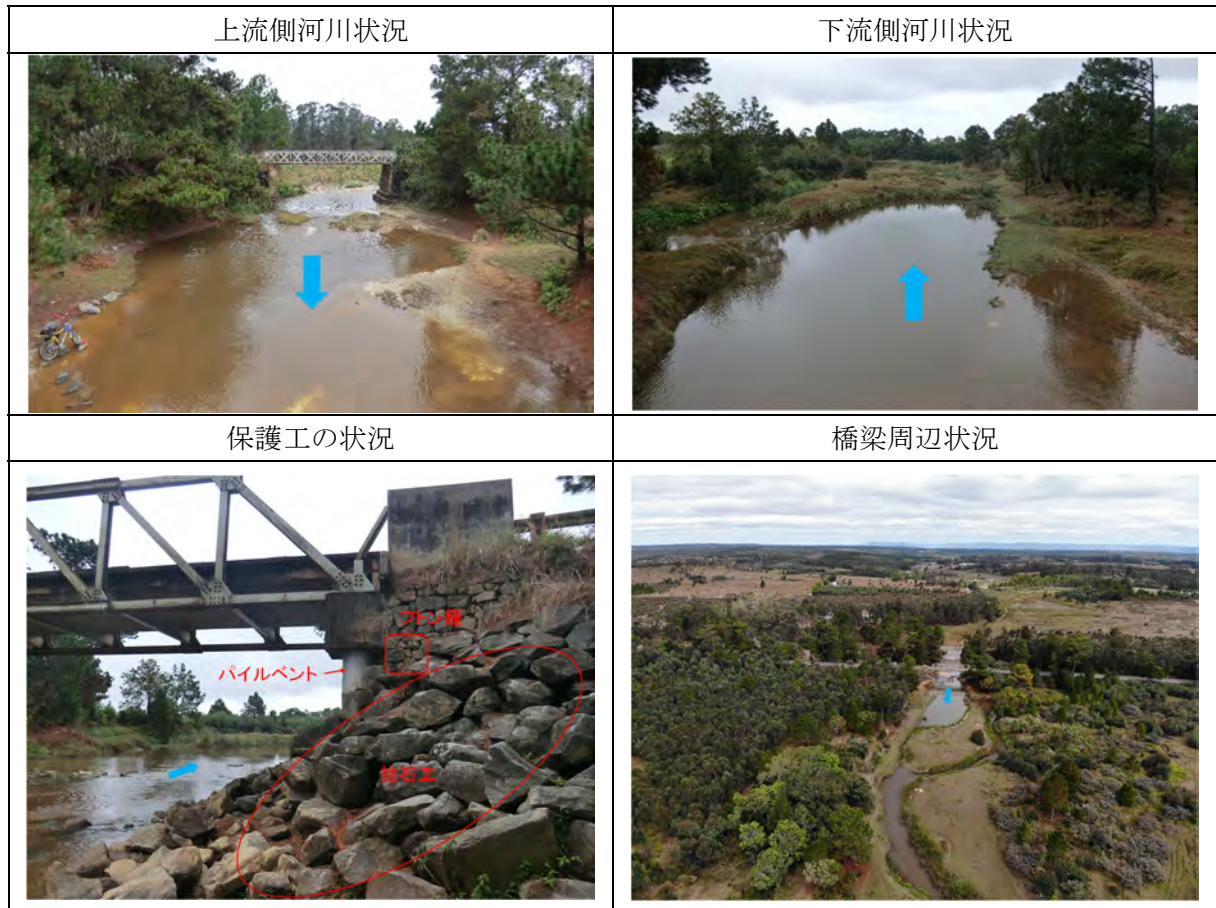 上流側河川状況
下流側河川状況
保護工の状況
橋梁周辺状況
フトン籠
パイルベント
捨石工